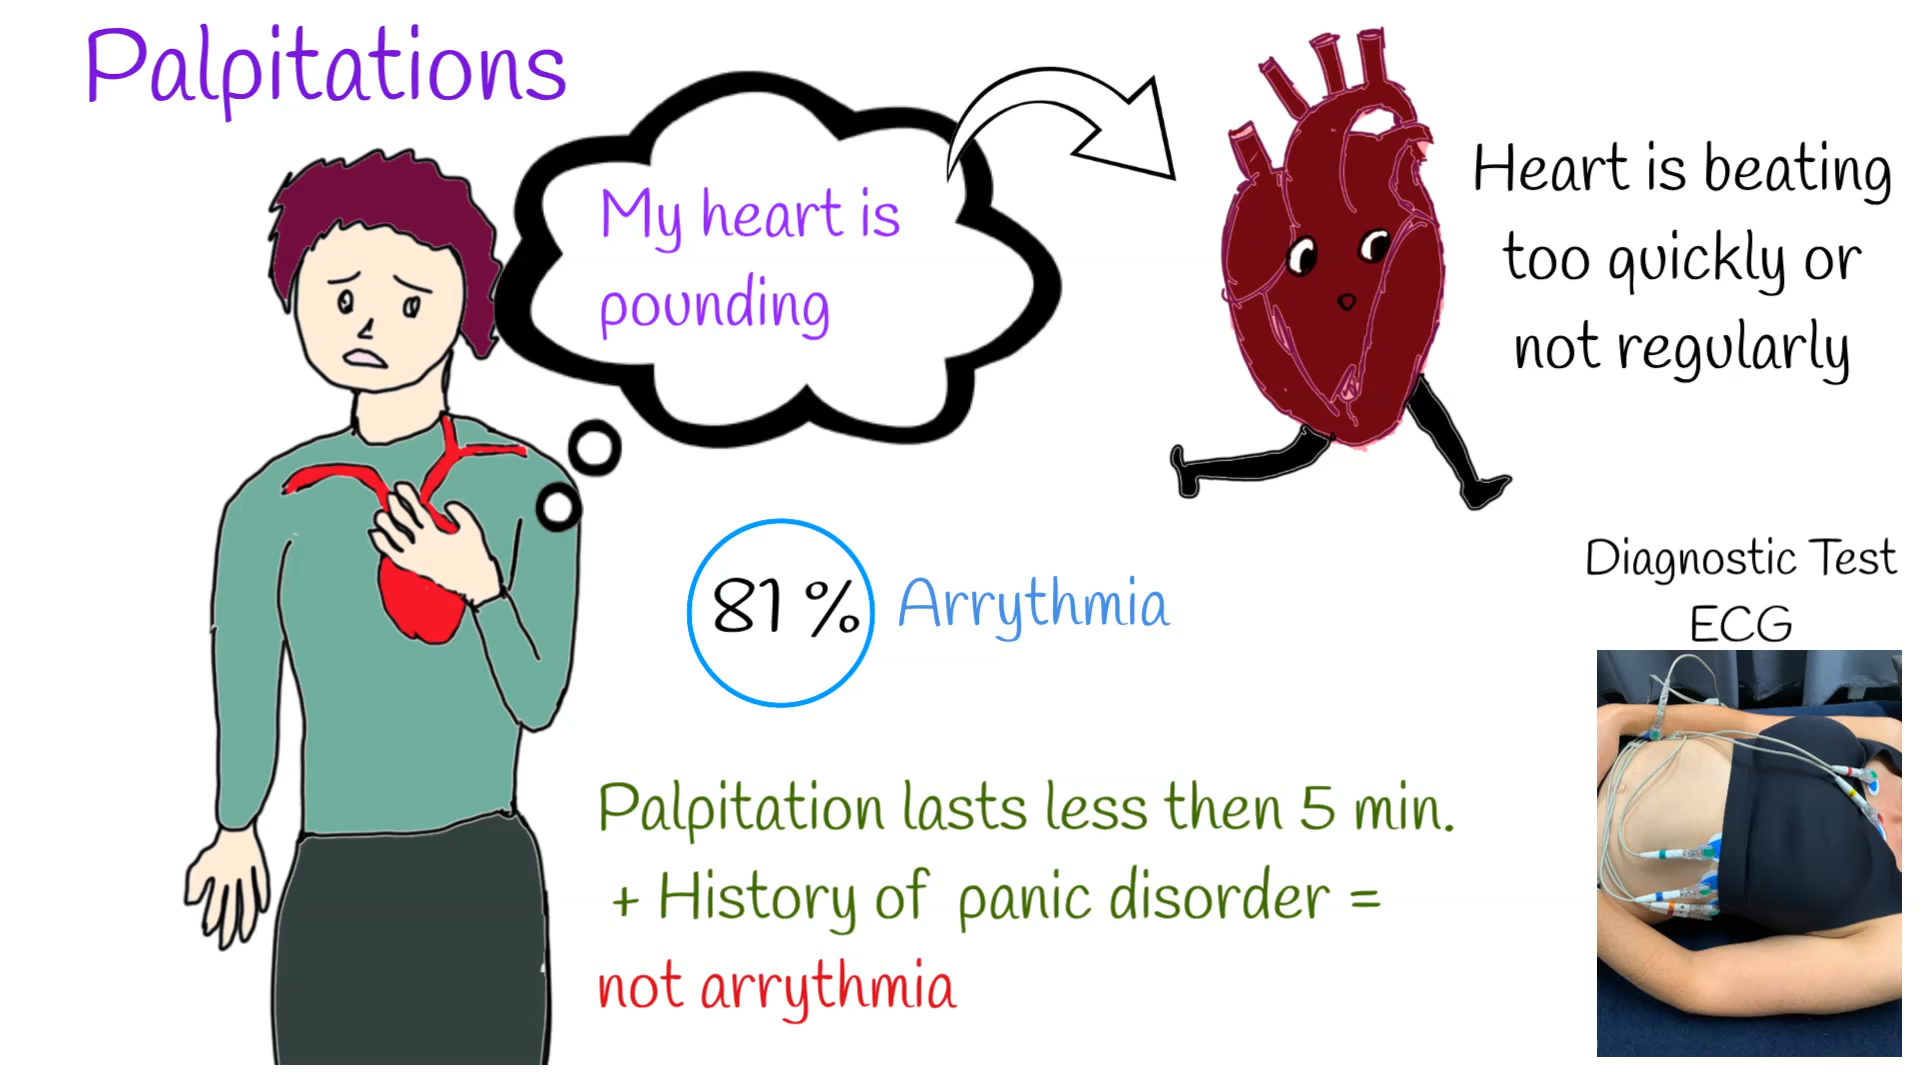 Palpitations
My heart is
pounding
Heart is beating
too quickly or
not regularly
81 % Arrythmia
Diagnostic Test
ECG
Palpitation lasts less then 5 min.
+ History of panic disorder =
not arrythmia